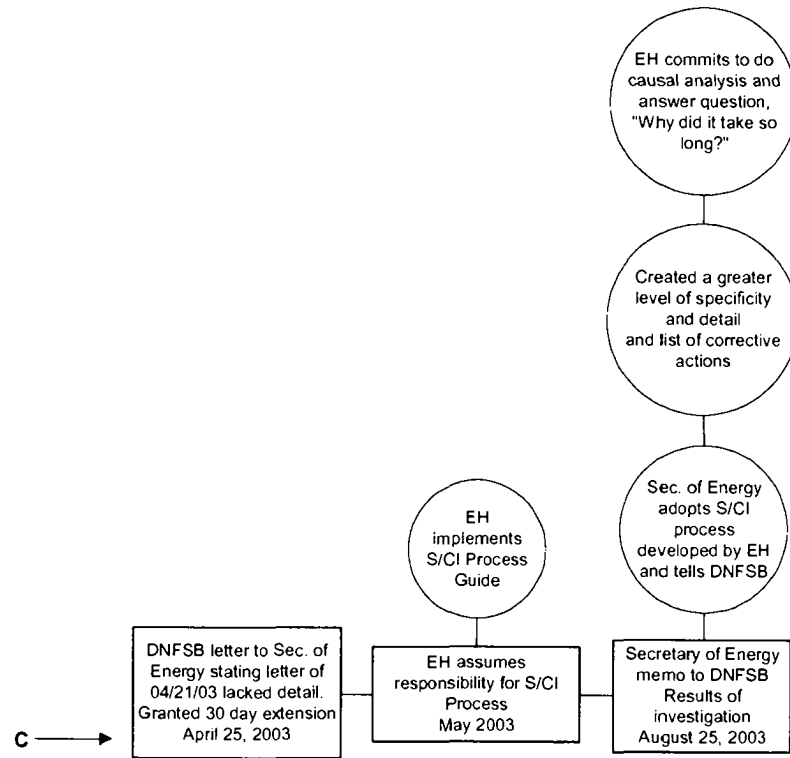 EH commits to do
causal analysis and
answer question,
"Why did it take so
long?"
Created a greater
level of specificity
and detail
and list of corrective
actions
Sec. of Energy
adopts S/CI
process
developed by EH
and tells DNFSB
EH
implements
S/CI Process
Guide
C
DNFSB letter to Sec. of
Energy stating letter of
04/21/03 lacked detail.
Granted 30 day extension
April 25, 2003
EH assumes
responsibility for S/CI
Process
May 2003
Secretary of Energy
memo to DNFSB
Results of
investigation
August 25, 2003